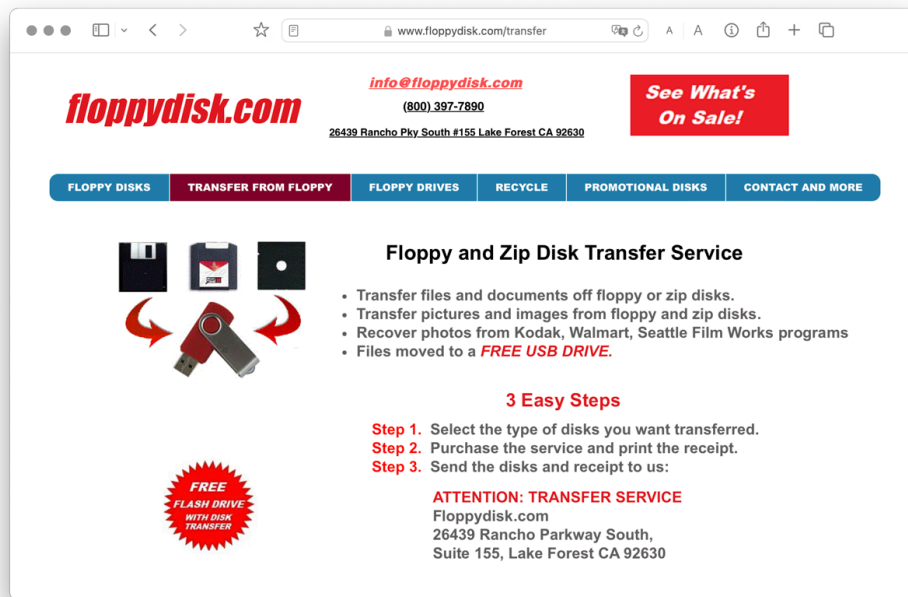 www.floppydisk.com/transfer
A A
floppydisk.com
info@floppydisk.com
(800) 397-7890
26439 Rancho Pky South #155 Lake Forest CA 92630
See What's
On Sale!
FLOPPY DISKS TRANSFER FROM FLOPPY FLOPPY DRIVES RECYCLE PROMOTIONAL DISKS CONTACT AND MORE
Floppy and Zip Disk Transfer Service
• Transfer files and documents off floppy or zip disks.
• Transfer pictures and images from floppy and zip disks.
• Recover photos from Kodak, Walmart, Seattle Film Works programs
• Files moved to a FREE USB DRIVE.
3 Easy Steps
Step 1. Select the type of disks you want transferred.
Step 2. Purchase the service and print the receipt.
Step 3. Send the disks and receipt to us:
FREE
FLASH DRIVE
WITH DISK
TRANSFER
ATTENTION: TRANSFER SERVICE
Floppydisk.com
26439 Rancho Parkway South,
Suite 155, Lake Forest CA 92630